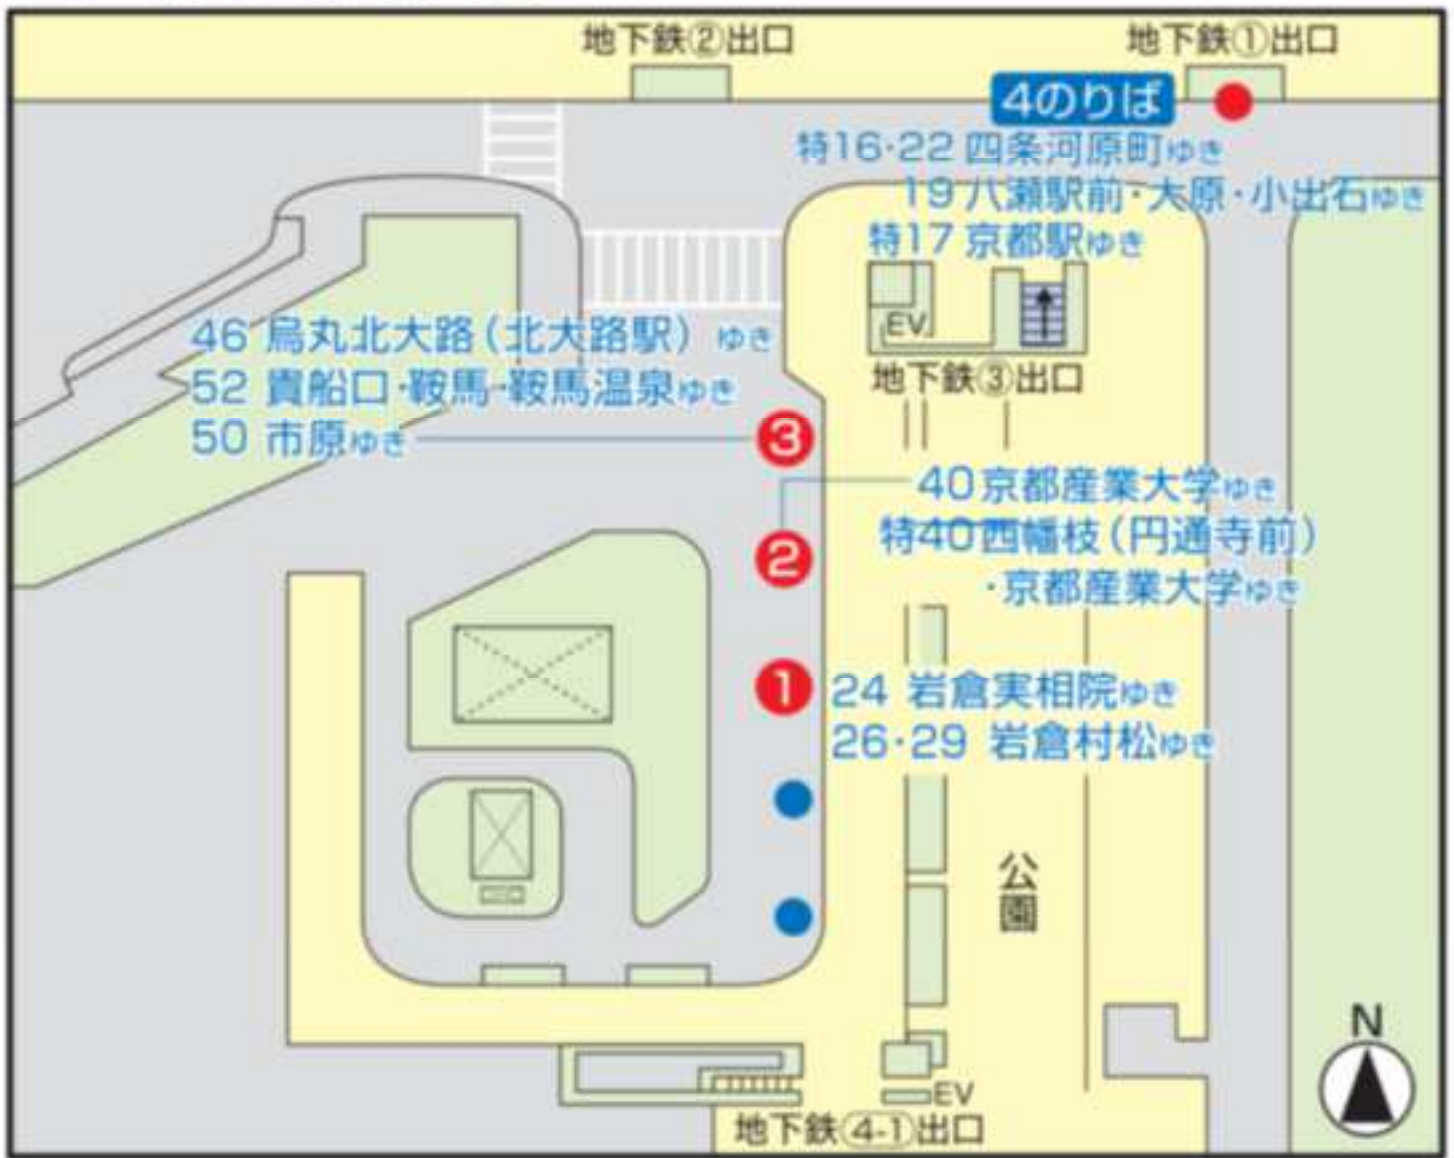 地下鉄②出口
地下鉄①出口
4のりば
特16·22 四条河原町ゆき
19 八瀬駅前·大原·小出石ゆき
特17 京都駅ゆき
EV
地下鉄③出口
46 烏丸北大路(北大路駅) ゆき
52 貴船口·鞍馬·鞍馬温泉ゆき
50 市原ゆき
3
40京都産業大学ゆき
特40西幡枝(円通寺前)
·京都産業大学ゆき
2
1
24 岩倉実相院ゆき
26·29 岩倉村松ゆき
公園
N
EV
地下鉄④-1出口